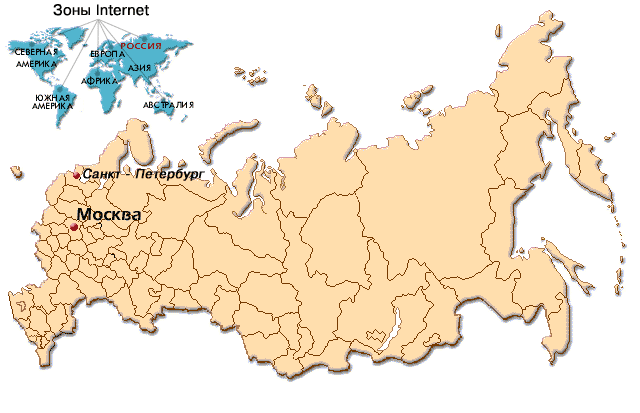 Зоны Internet
РОССИЯ
СЕВЕРНАЯ
АМЕРИКА
ЕВРОПА
АЗИЯ
АФРИКА
ЮЖНАЯ
АМЕРИКА
АВСТРАЛИЯ
Санкт - Петербург
Москва